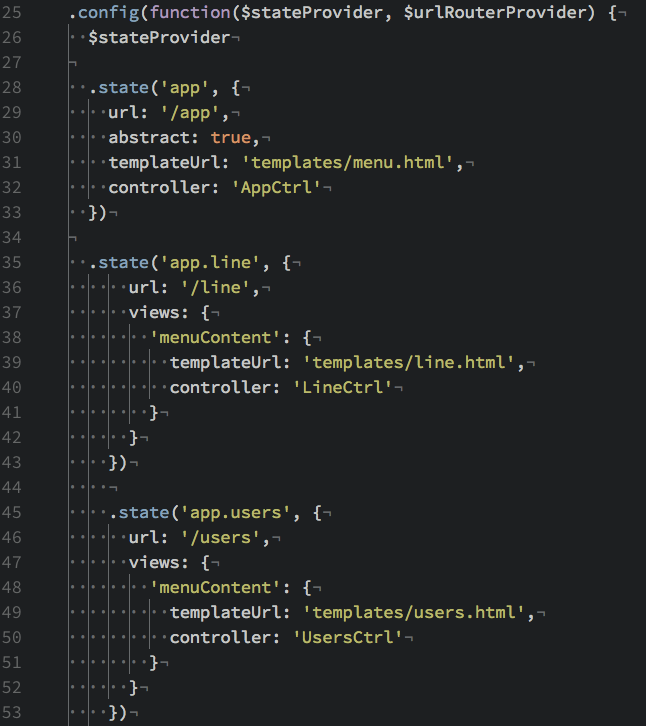 25 .config(function($stateProvider, $urlRouterProvider) {¬
26 ··$stateProvider¬
27 ¬
28 ··.state('app', {¬
29 ····url: '/app',¬
30 ····abstract: true,¬
31 ····templateUrl: 'templates/menu.html',¬
32 ····controller: 'AppCtrl'¬
33 ··})¬
34 ¬
35 ··.state('app.line', {¬
36 ······url: '/line',¬
37 ······views: {¬
38 ········'menuContent': {¬
39 ··········templateUrl: 'templates/line.html',¬
40 ··········controller: 'LineCtrl'¬
41 ········}¬
42 ······}¬
43 ····})¬
44 ····¬
45 ····.state('app.users', {¬
46 ······url: '/users',¬
47 ······views: {¬
48 ········'menuContent': {¬
49 ··········templateUrl: 'templates/users.html',¬
50 ··········controller: 'UsersCtrl'¬
51 ········}¬
52 ······}¬
53 ····})¬